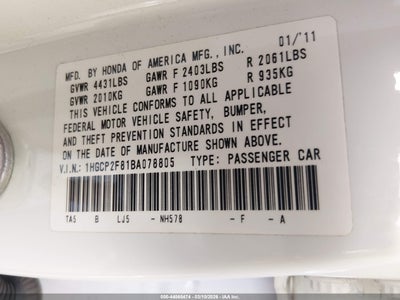 MFD. BY HONDA OF AMERICA MFG., INC. 01/'11
GVWR 4431LBS GAWR F 2403LBS R 2061LBS
GVWR 2010KG GAWR F 1090KG R 935KG
THIS VEHICLE CONFORMS TO ALL APPLICABLE
FEDERAL MOTOR VEHICLE SAFETY, BUMPER,
AND THEFT PREVENTION STANDARDS IN EFFECT
ON THE DATE OF MANUFACTURE SHOWN ABOVE.
V.I.N.: 1HGCP2F81BA078805 TYPE: PASSENGER CAR
TA5 B LJ5 - NH578 - F - A